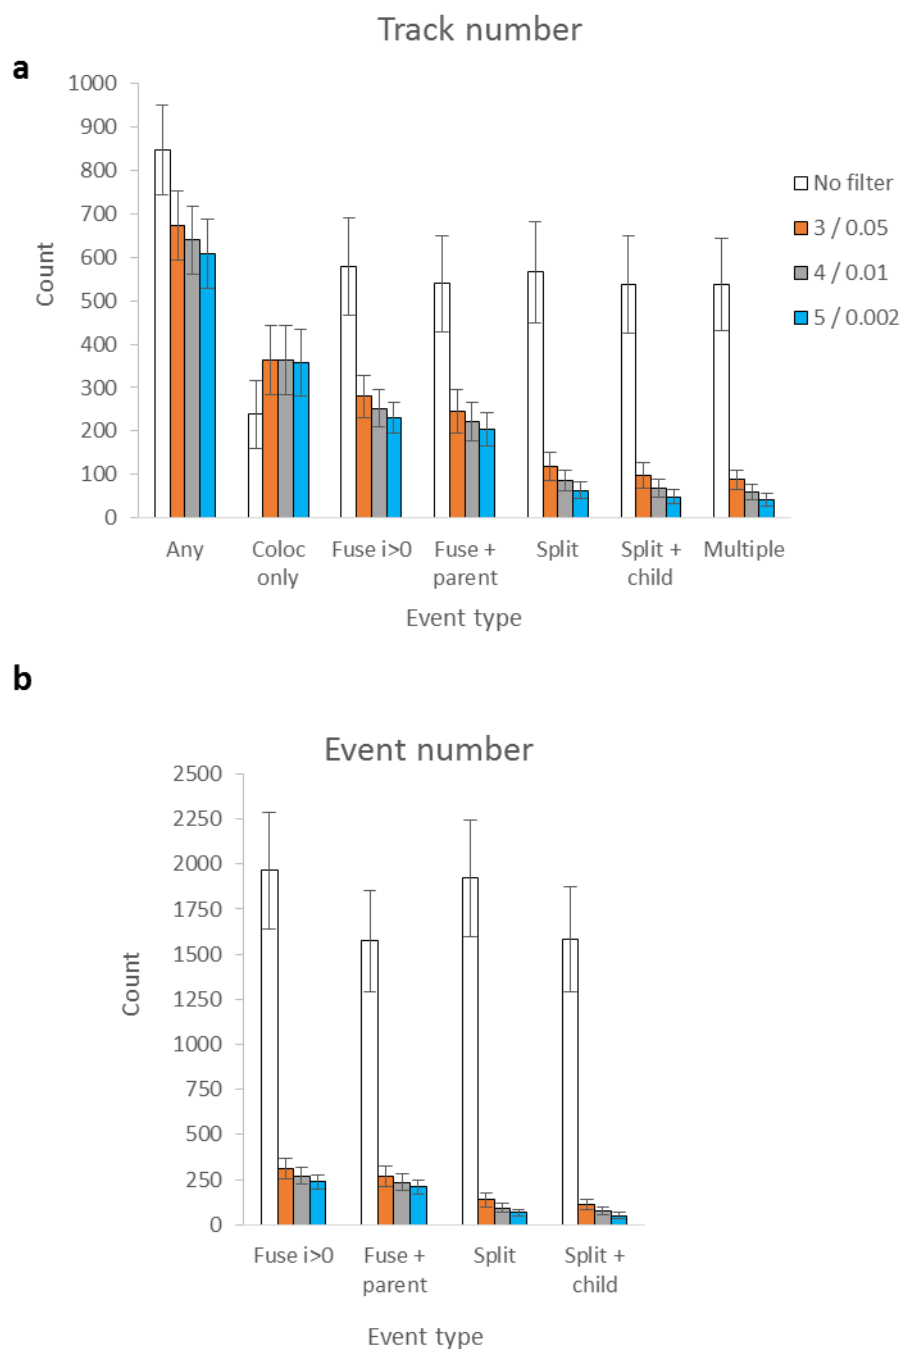 Track number
a
1000
900
800
700
600
500
400
300
200
100
0
Count
No filter
3 / 0.05
4 / 0.01
5 / 0.002
Any
Coloc only
Fuse i>0
Fuse + parent
Split
Split + child
Multiple
Event type
b
Event number
2500
2250
2000
1750
1500
1250
1000
750
500
250
0
Count
Fuse i>0
Fuse + parent
Split
Split + child
Event type